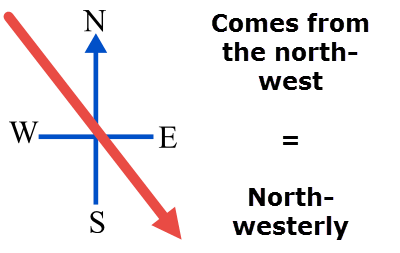 N
W
E
S
Comes from
the north-
west
=
North-
westerly